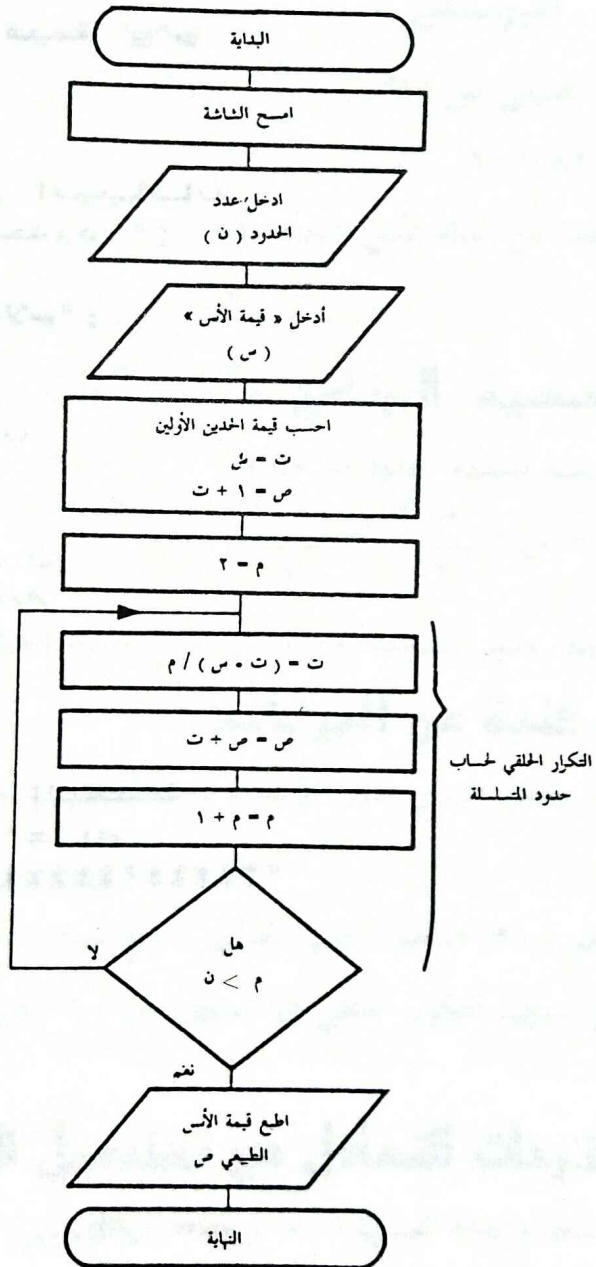 البداية
امسح الشاشة
ادخل عدد
الحدود ( ن )
أدخل « قيمة الأس »
( س )
احسب قيمة الحدين الأولين
ت = س
ص = ١ + ت
م = ٢
ت = ( ت * س ) / م
ص = ص + ت
م = م + ١
التكرار الحلقي لحساب
حدود المتسلسلة
هل
م > ن
لا
نعم
اطبع قيمة الأس
الطبيعي ص
النهاية